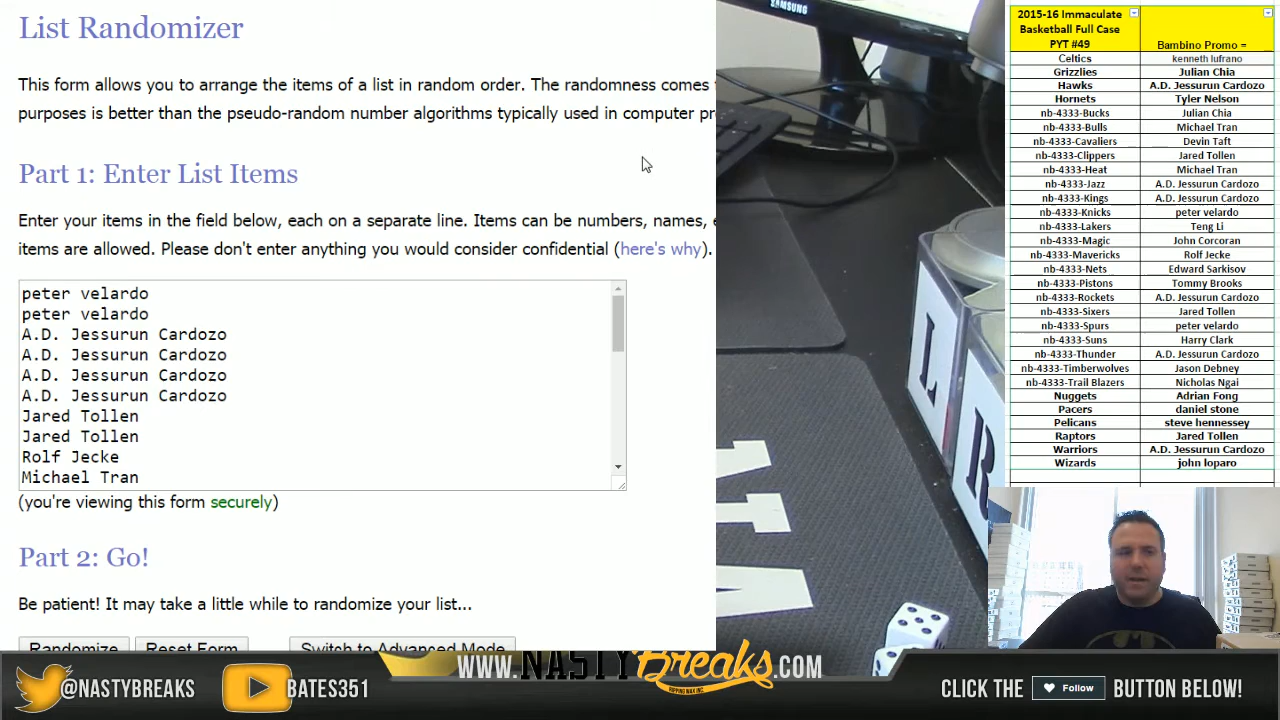 List Randomizer
This form allows you to arrange the items of a list in random order. The randomness comes
purposes is better than the pseudo-random number algorithms typically used in computer pr
Part 1: Enter List Items
Enter your items in the field below, each on a separate line. Items can be numbers, names, e
items are allowed. Please don't enter anything you would consider confidential (here's why).
peter velardo
peter velardo
A.D. Jessurun Cardozo
A.D. Jessurun Cardozo
A.D. Jessurun Cardozo
A.D. Jessurun Cardozo
Jared Tollen
Jared Tollen
Rolf Jecke
Michael Tran
(you're viewing this form securely)
Part 2: Go!
Be patient! It may take a little while to randomize your list...
Randomize Reset Form Switch to Advanced Mode
SAMSUNG
L
R
2015-16 Immaculate
Basketball Full Case
PYT #49 Bambino Promo =
Celtics kenneth lufrano
Grizzlies Julian Chia
Hawks A.D. Jessurun Cardozo
Hornets Tyler Nelson
nb-4333-Bucks Julian Chia
nb-4333-Bulls Michael Tran
nb-4333-Cavaliers Devin Taft
nb-4333-Clippers Jared Tollen
nb-4333-Heat Michael Tran
nb-4333-Jazz A.D. Jessurun Cardozo
nb-4333-Kings A.D. Jessurun Cardozo
nb-4333-Knicks peter velardo
nb-4333-Lakers Teng Li
nb-4333-Magic John Corcoran
nb-4333-Mavericks Rolf Jecke
nb-4333-Nets Edward Sarkisov
nb-4333-Pistons Tommy Brooks
nb-4333-Rockets A.D. Jessurun Cardozo
nb-4333-Sixers Jared Tollen
nb-4333-Spurs peter velardo
nb-4333-Suns Harry Clark
nb-4333-Thunder A.D. Jessurun Cardozo
nb-4333-Timberwolves Jason Debney
nb-4333-Trail Blazers Nicholas Ngai
Nuggets Adrian Fong
Pacers daniel stone
Pelicans steve hennessey
Raptors Jared Tollen
Warriors A.D. Jessurun Cardozo
Wizards john loparo
@NASTYBREAKS BATES351 WWW.NASTYBreaks.COM CLICK THE Follow BUTTON BELOW!
RIPPING WAX INC.